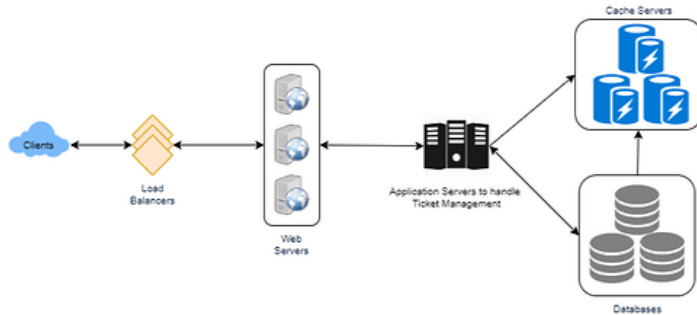 Cache Servers
Clients
Load
Balancers
Application Servers to handle
Ticket Management
Web
Servers
Databases